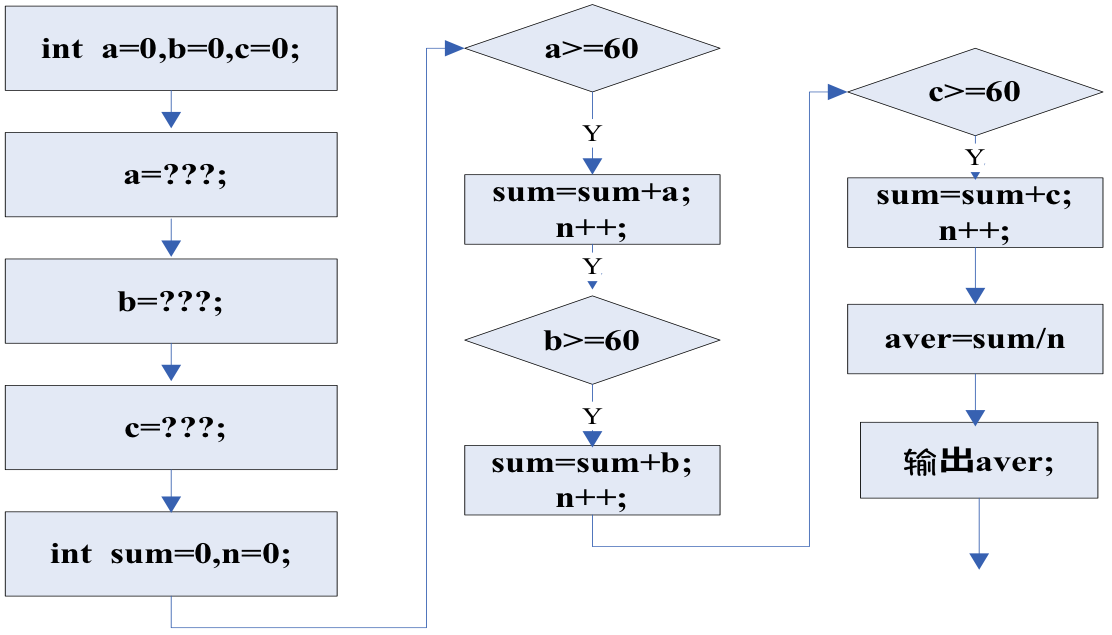 int a=0,b=0,c=0;
a=???;
b=???;
c=???;
int sum=0,n=0;
a>=60
Y
sum=sum+a;
n++;
Y
b>=60
Y
sum=sum+b;
n++;
c>=60
Y
sum=sum+c;
n++;
aver=sum/n
输出aver;